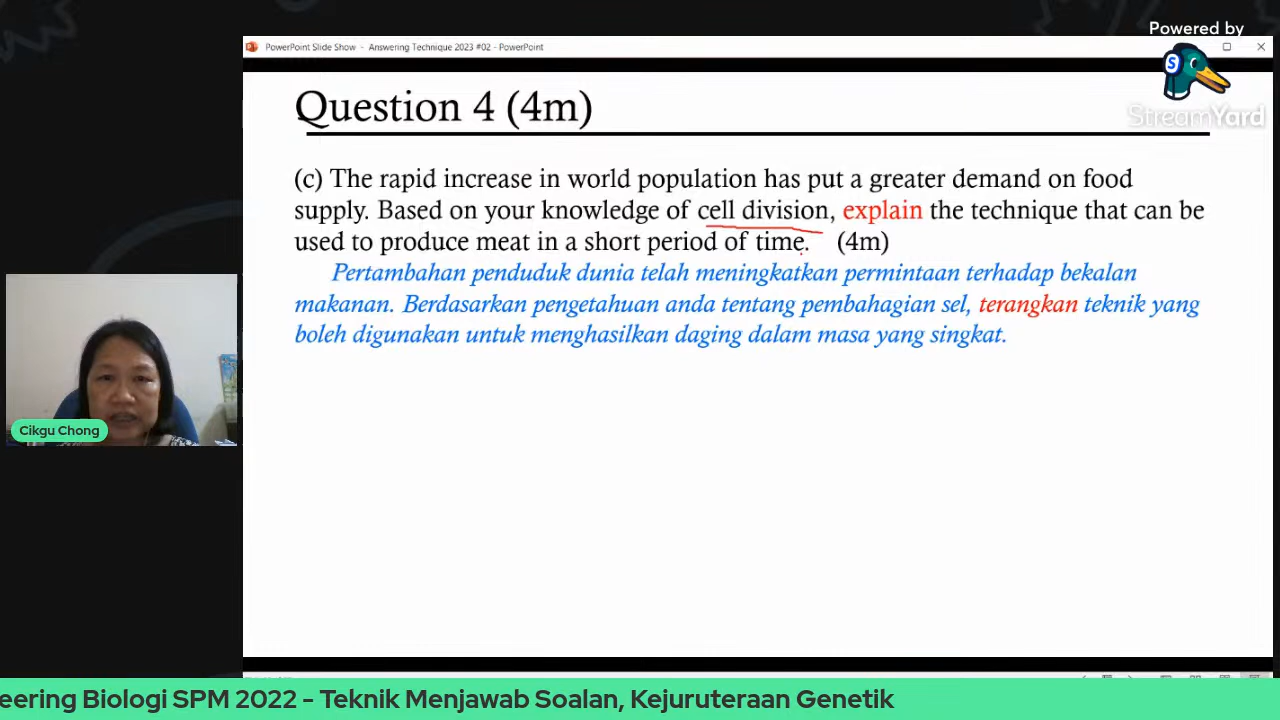 Powered by
StreamYard
PowerPoint Slide Show - Answering Technique 2023 #02 - PowerPoint
Question 4 (4m)
(c) The rapid increase in world population has put a greater demand on food
supply. Based on your knowledge of cell division, explain the technique that can be
used to produce meat in a short period of time. (4m)
Pertambahan penduduk dunia telah meningkatkan permintaan terhadap bekalan
makanan. Berdasarkan pengetahuan anda tentang pembahagian sel, terangkan teknik yang
boleh digunakan untuk menghasilkan daging dalam masa yang singkat.
Cikgu Chong
eering Biologi SPM 2022 - Teknik Menjawab Soalan, Kejuruteraan Genetik